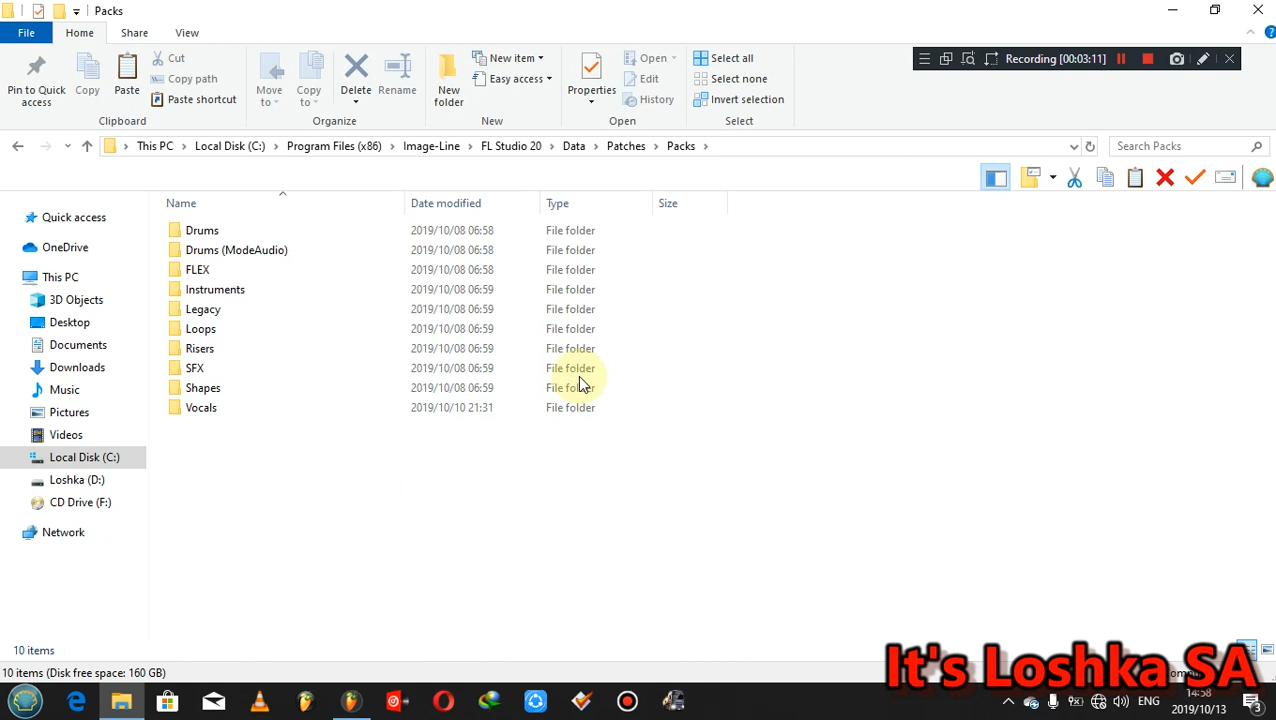 Packs
File Home Share View
Recording [00:03:11]
Pin to Quick access
Copy
Paste
Cut
Copy path
Paste shortcut
Clipboard
Move to
Copy to
Delete
Rename
Organize
New folder
New item
Easy access
New
Properties
Open
Edit
History
Open
Select all
Select none
Invert selection
Select
This PC Local Disk (C:) Program Files (x86) Image-Line FL Studio 20 Data Patches Packs
Search Packs
Name Date modified Type Size
Drums 2019/10/08 06:58 File folder
Drums (ModeAudio) 2019/10/08 06:58 File folder
FLEX 2019/10/08 06:58 File folder
Instruments 2019/10/08 06:59 File folder
Legacy 2019/10/08 06:59 File folder
Loops 2019/10/08 06:59 File folder
Risers 2019/10/08 06:59 File folder
SFX 2019/10/08 06:59 File folder
Shapes 2019/10/08 06:59 File folder
Vocals 2019/10/10 21:31 File folder
Quick access
OneDrive
This PC
3D Objects
Desktop
Documents
Downloads
Music
Pictures
Videos
Local Disk (C:)
Loshka (D:)
CD Drive (F:)
Network
10 items
10 items (Disk free space: 160 GB)
It's Loshka SA
ENG
14:58
2019/10/13
3